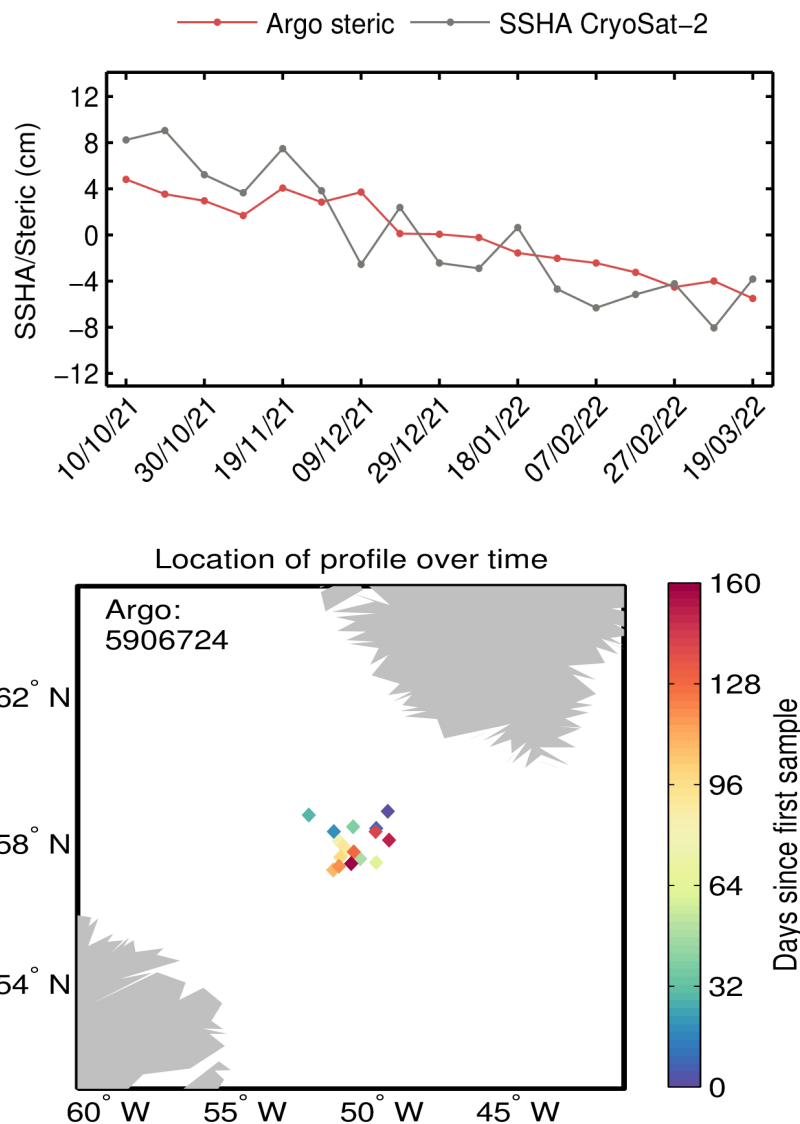 Argo steric SSHA CryoSat−2
SSHA/Steric (cm)
12
8
4
0
−4
−8
−12
10/10/21 30/10/21 19/11/21 09/12/21 29/12/21 18/01/22 07/02/22 27/02/22 19/03/22
Location of profile over time
Argo:
5906724
62° N
58° N
54° N
60° W 55° W 50° W 45° W
160
128
96
64
32
0
Days since first sample